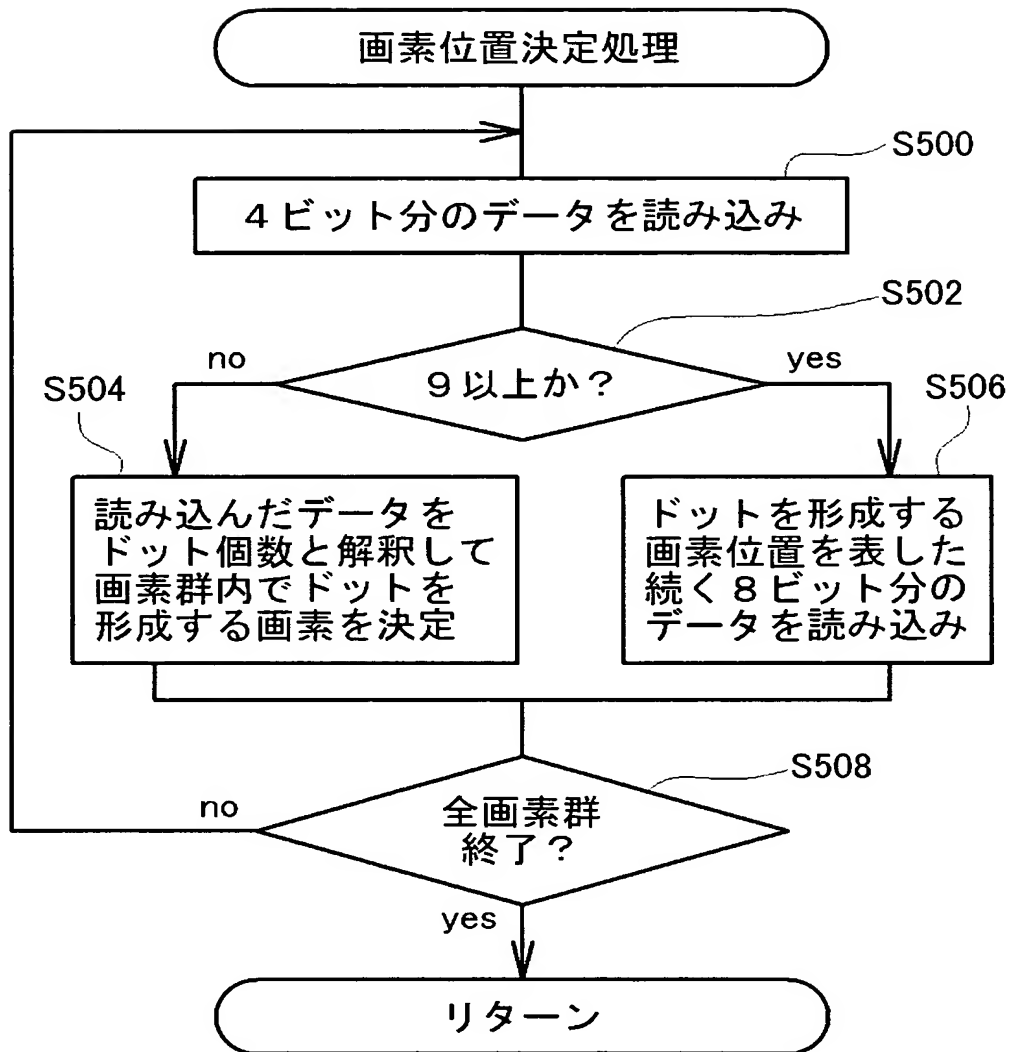 画素位置決定処理
S500
4ビット分のデータを読み込み
S502
no
9以上か?
yes
S504
S506
読み込んだデータを
ドット個数と解釈して
画素群内でドットを
形成する画素を決定
ドットを形成する
画素位置を表した
続く8ビット分の
データを読み込み
S508
no
全画素群
終了?
yes
リターン